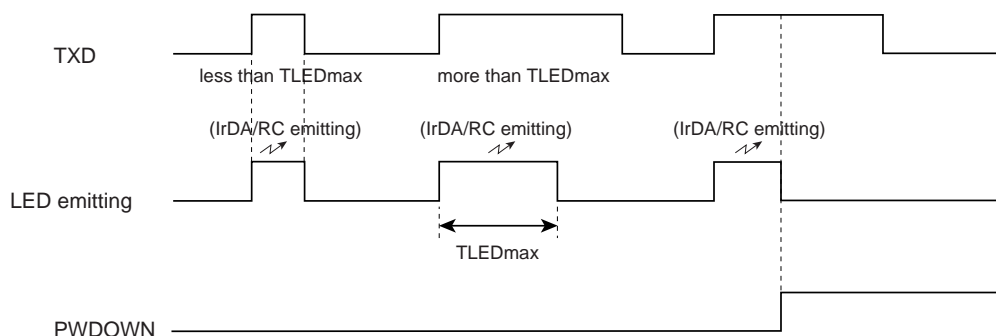 TXD
less than TLEDmax
more than TLEDmax
(IrDA/RC emitting)
(IrDA/RC emitting)
(IrDA/RC emitting)
LED emitting
TLEDmax
PWDOWN